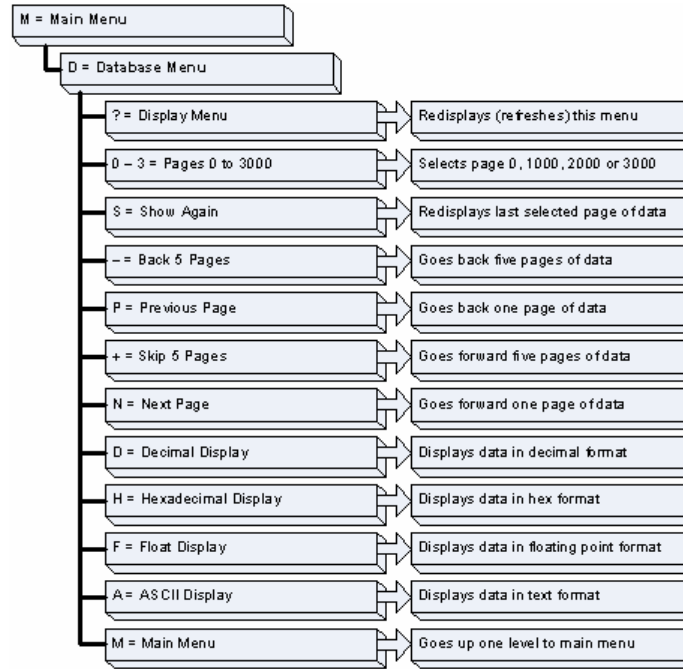 M = Main Menu
D = Database Menu
? = Display Menu
Redisplays (refreshes) this menu
0 – 3 = Pages 0 to 3000
Selects page 0, 1000, 2000 or 3000
S = Show Again
Redisplays last selected page of data
– = Back 5 Pages
Goes back five pages of data
P = Previous Page
Goes back one page of data
+ = Skip 5 Pages
Goes forward five pages of data
N = Next Page
Goes forward one page of data
D = Decimal Display
Displays data in decimal format
H = Hexadecimal Display
Displays data in hex format
F = Float Display
Displays data in floating point format
A = ASCII Display
Displays data in text format
M = Main Menu
Goes up one level to main menu